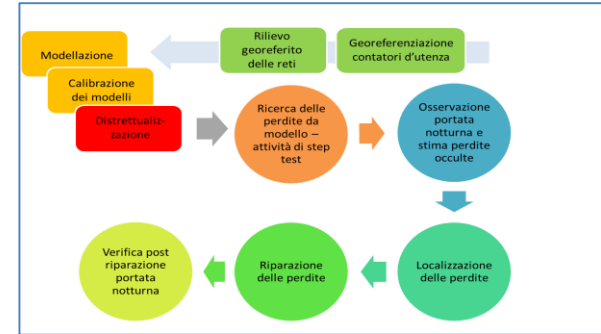 Rilievo
georeferito
delle reti
Georeferenziazione
contatori d'utenza
Modellazione
Calibrazione
dei modelli
Distrettualiz-
zazione
Ricerca delle
perdite da
modello –
attività di step
test
Osservazione
portata
notturna e
stima perdite
occulte
Verifica post
riparazione
portata
notturna
Riparazione
delle perdite
Localizzazione
delle perdite